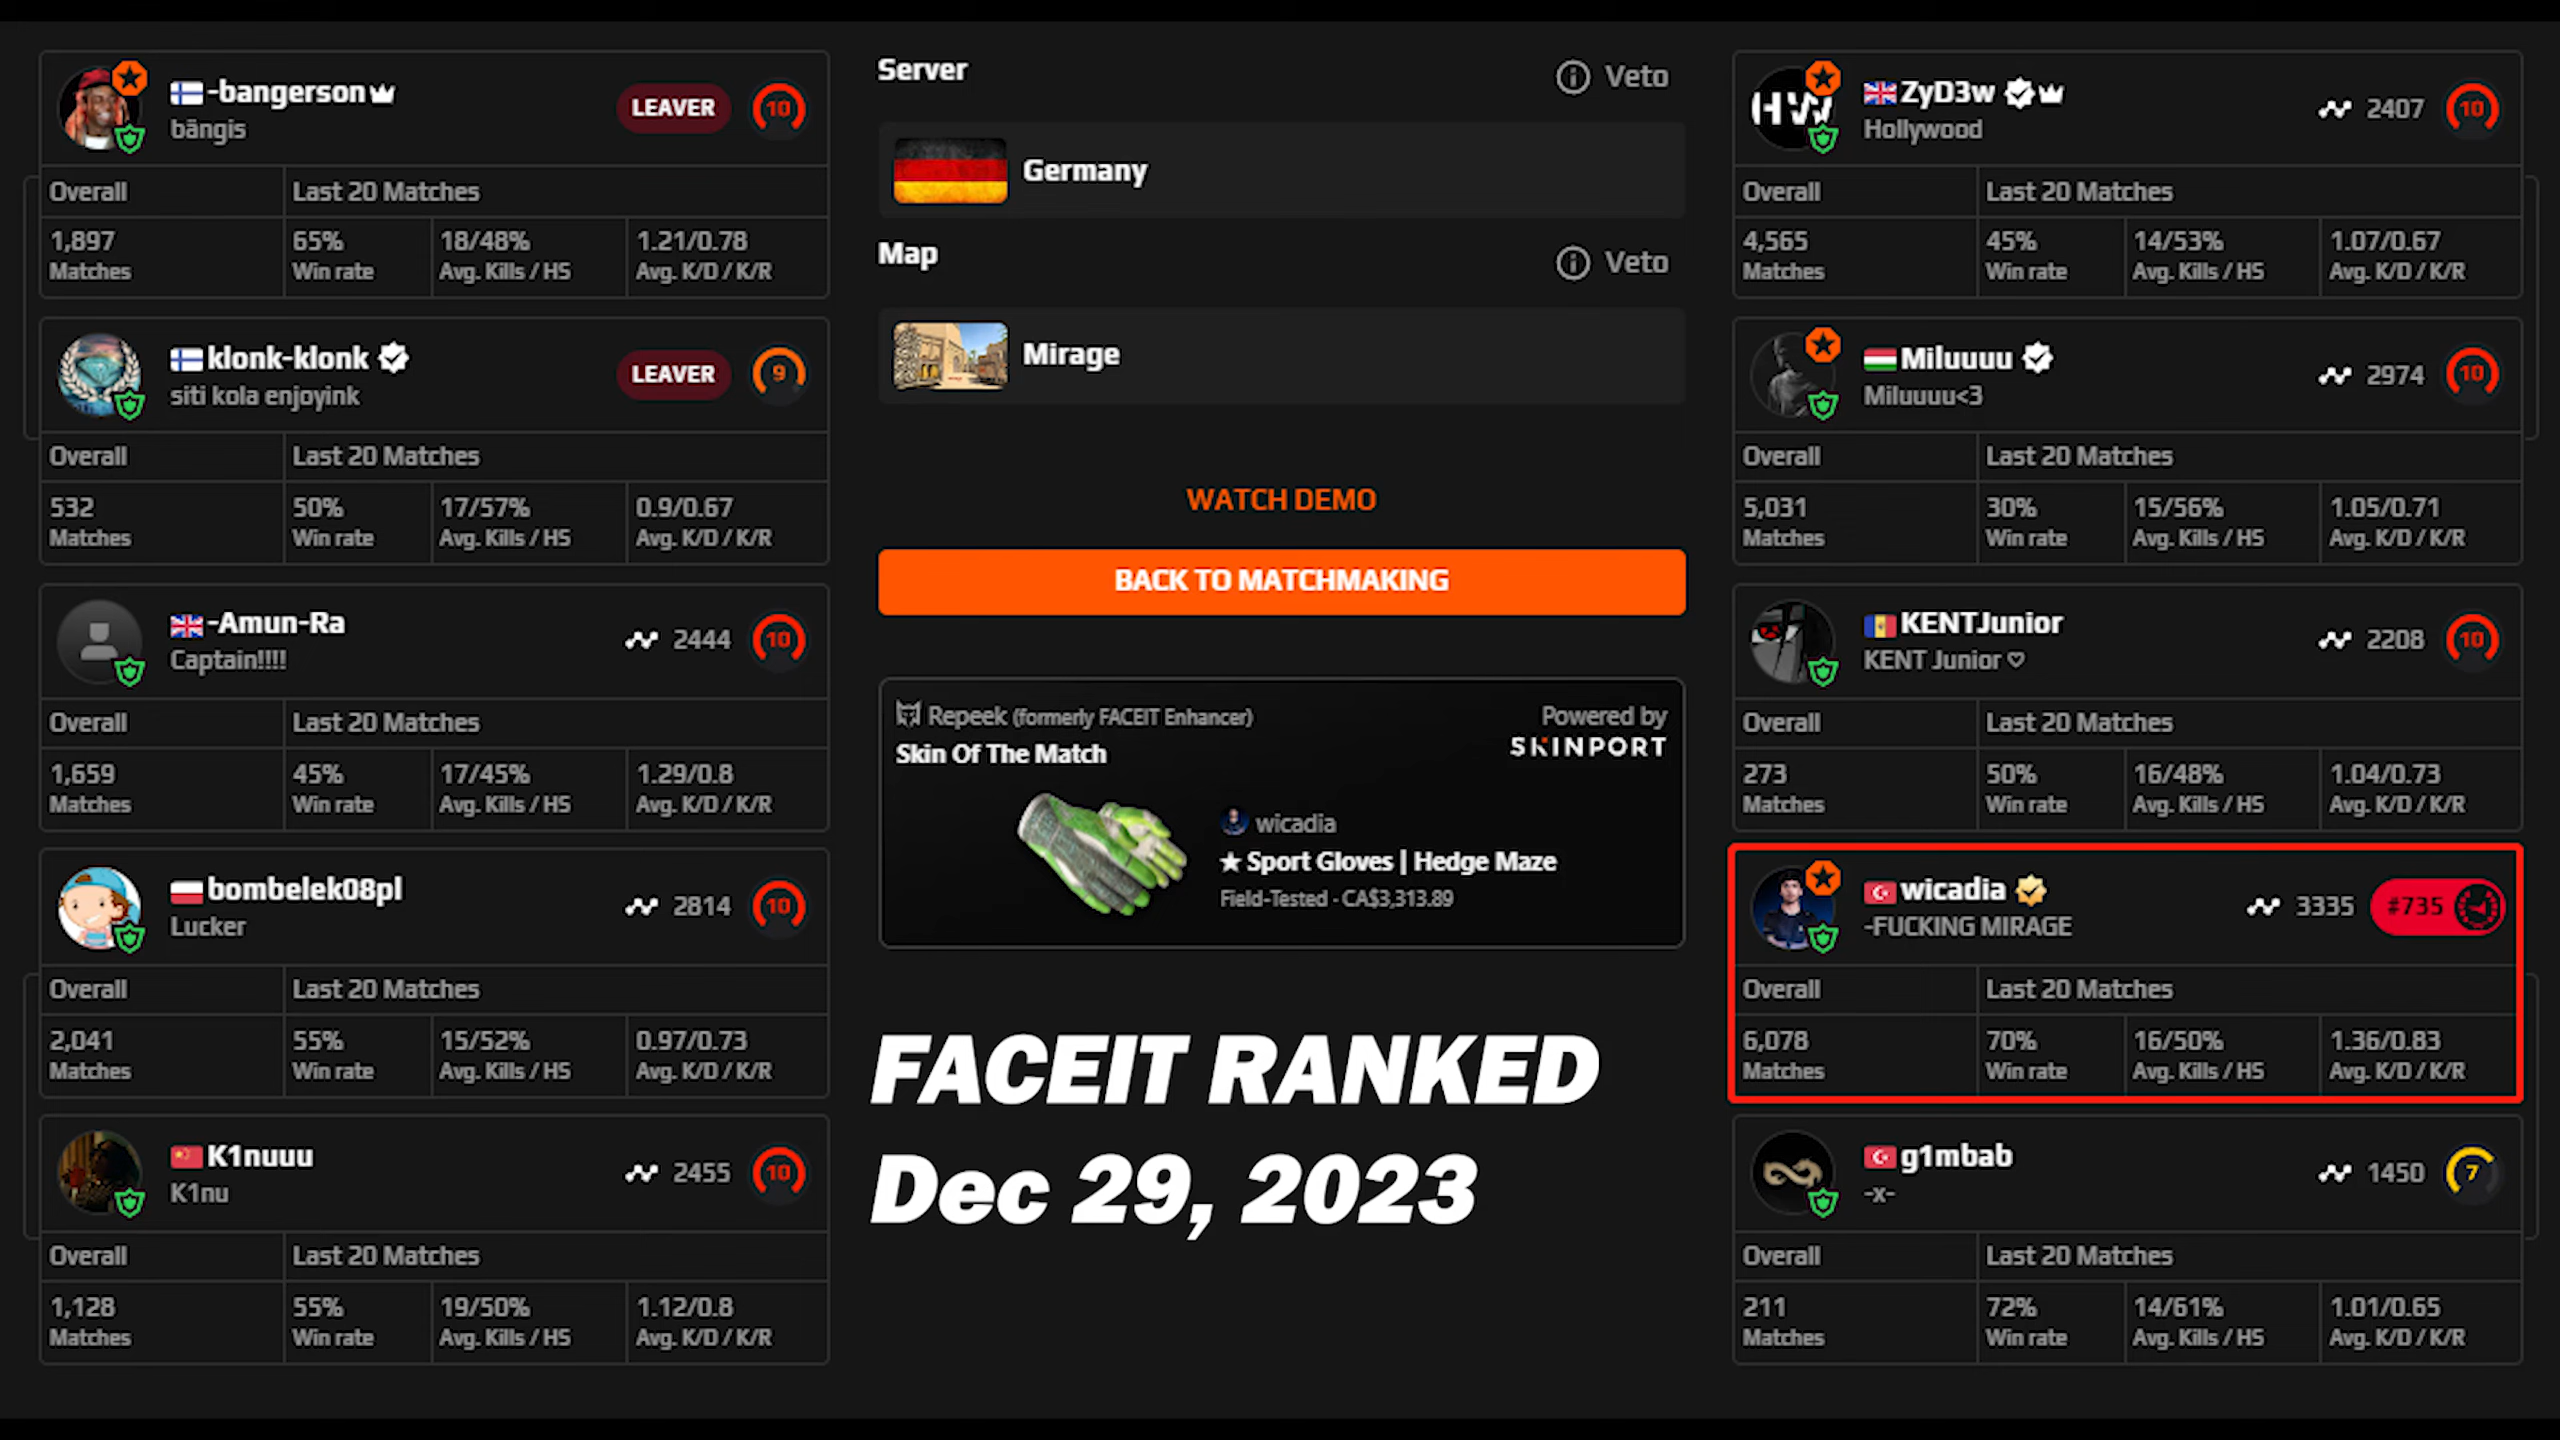 -bangerson
bängis
LEAVER
10
Overall
Last 20 Matches
1,897
Matches
65%
Win rate
18/48%
Avg. Kills / HS
1.21/0.78
Avg. K/D / K/R
klonk-klonk
siti kola enjoyink
LEAVER
9
Overall
Last 20 Matches
532
Matches
50%
Win rate
17/57%
Avg. Kills / HS
0.9/0.67
Avg. K/D / K/R
-Amun-Ra
Captain!!!!
2444
10
Overall
Last 20 Matches
1,659
Matches
45%
Win rate
17/45%
Avg. Kills / HS
1.29/0.8
Avg. K/D / K/R
bombelek08pl
Lucker
2814
10
Overall
Last 20 Matches
2,041
Matches
55%
Win rate
15/52%
Avg. Kills / HS
0.97/0.73
Avg. K/D / K/R
K1nuuu
K1nu
2455
10
Overall
Last 20 Matches
1,128
Matches
55%
Win rate
19/50%
Avg. Kills / HS
1.12/0.8
Avg. K/D / K/R
Server
Veto
Germany
Map
Veto
Mirage
WATCH DEMO
BACK TO MATCHMAKING
Repeek (formerly FACEIT Enhancer)
Skin Of The Match
Powered by
SKINPORT
wicadia
★ Sport Gloves | Hedge Maze
Field-Tested - CA$3,313.89
FACEIT RANKED
Dec 29, 2023
HW
ZyD3w
Hollywood
2407
10
Overall
Last 20 Matches
4,565
Matches
45%
Win rate
14/53%
Avg. Kills / HS
1.07/0.67
Avg. K/D / K/R
Miluuuu
Miluuuu<3
2974
10
Overall
Last 20 Matches
5,031
Matches
30%
Win rate
15/56%
Avg. Kills / HS
1.05/0.71
Avg. K/D / K/R
KENTJunior
KENT Junior ♡
2208
10
Overall
Last 20 Matches
273
Matches
50%
Win rate
16/48%
Avg. Kills / HS
1.04/0.73
Avg. K/D / K/R
wicadia
-FUCKING MIRAGE
3335
#735
Overall
Last 20 Matches
6,078
Matches
70%
Win rate
16/50%
Avg. Kills / HS
1.36/0.83
Avg. K/D / K/R
g1mbab
-x-
1450
7
Overall
Last 20 Matches
211
Matches
72%
Win rate
14/61%
Avg. Kills / HS
1.01/0.65
Avg. K/D / K/R